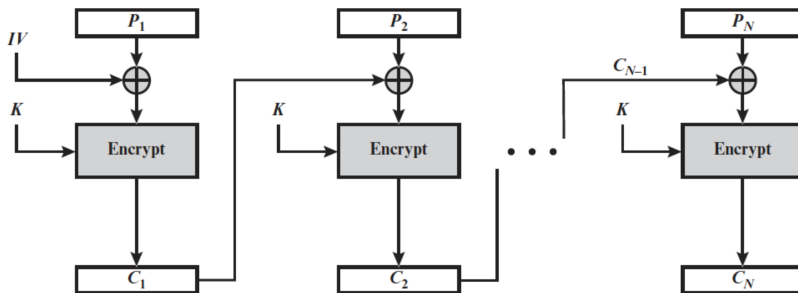 P1 P2 PN
IV
CN–1
K K K
Encrypt Encrypt Encrypt
• • •
C1 C2 CN